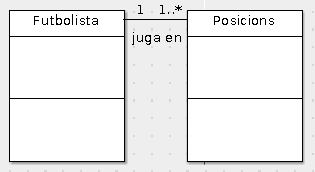 Futbolista
1 1..*
juga en
Posicions